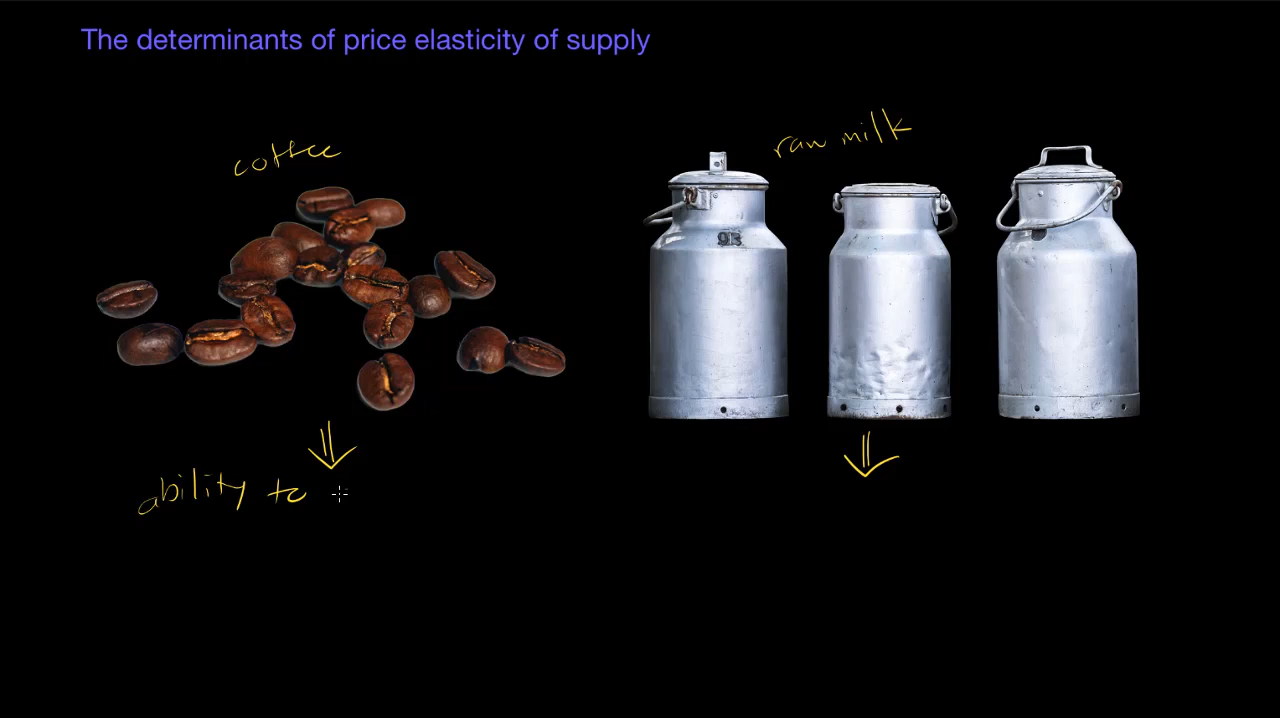 The determinants of price elasticity of supply
coffee
raw milk
ability to